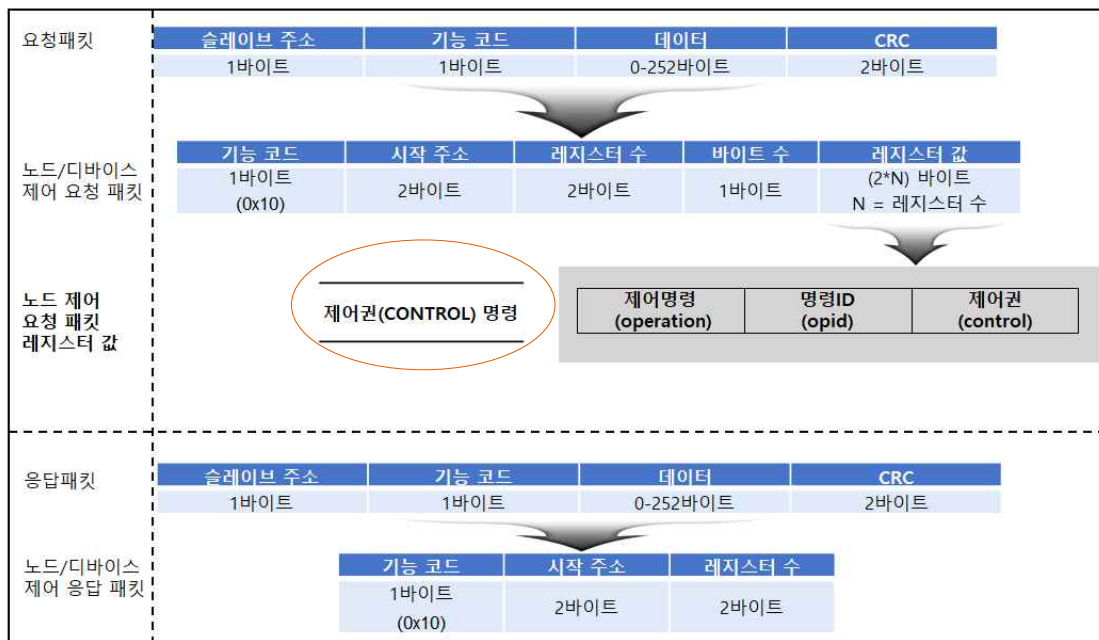 요청패킷
슬레이브 주소 기능 코드 데이터 CRC
1바이트 1바이트 0-252바이트 2바이트
노드/디바이스
제어 요청 패킷
기능 코드 시작 주소 레지스터 수 바이트 수 레지스터 값
1바이트
(0x10)
2바이트 2바이트 1바이트
(2*N) 바이트
N = 레지스터 수
노드 제어
요청 패킷
레지스터 값
제어권(CONTROL) 명령
제어명령
(operation)
명령ID
(opid)
제어권
(control)
응답패킷
슬레이브 주소 기능 코드 데이터 CRC
1바이트 1바이트 0-252바이트 2바이트
노드/디바이스
제어 응답 패킷
기능 코드 시작 주소 레지스터 수
1바이트
(0x10)
2바이트 2바이트